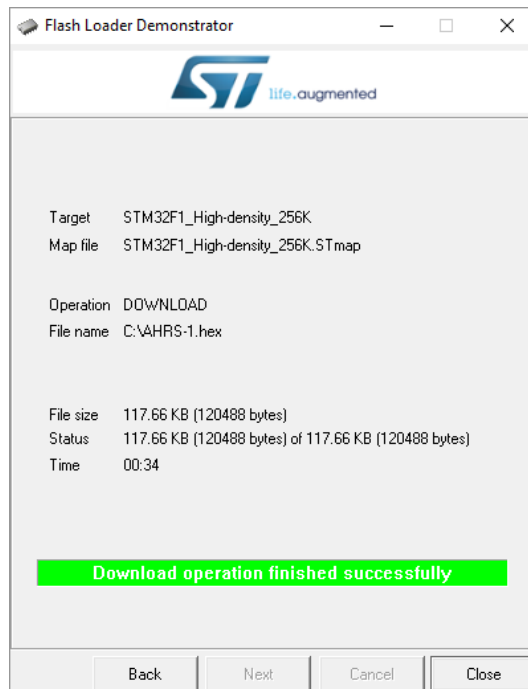 Flash Loader Demonstrator
ST life.augmented
Target STM32F1_High-density_256K
Map file STM32F1_High-density_256K.STmap
Operation DOWNLOAD
File name C:\AHRS-1.hex
File size 117.66 KB (120488 bytes)
Status 117.66 KB (120488 bytes) of 117.66 KB (120488 bytes)
Time 00:34
Download operation finished successfully
Back Next Cancel Close